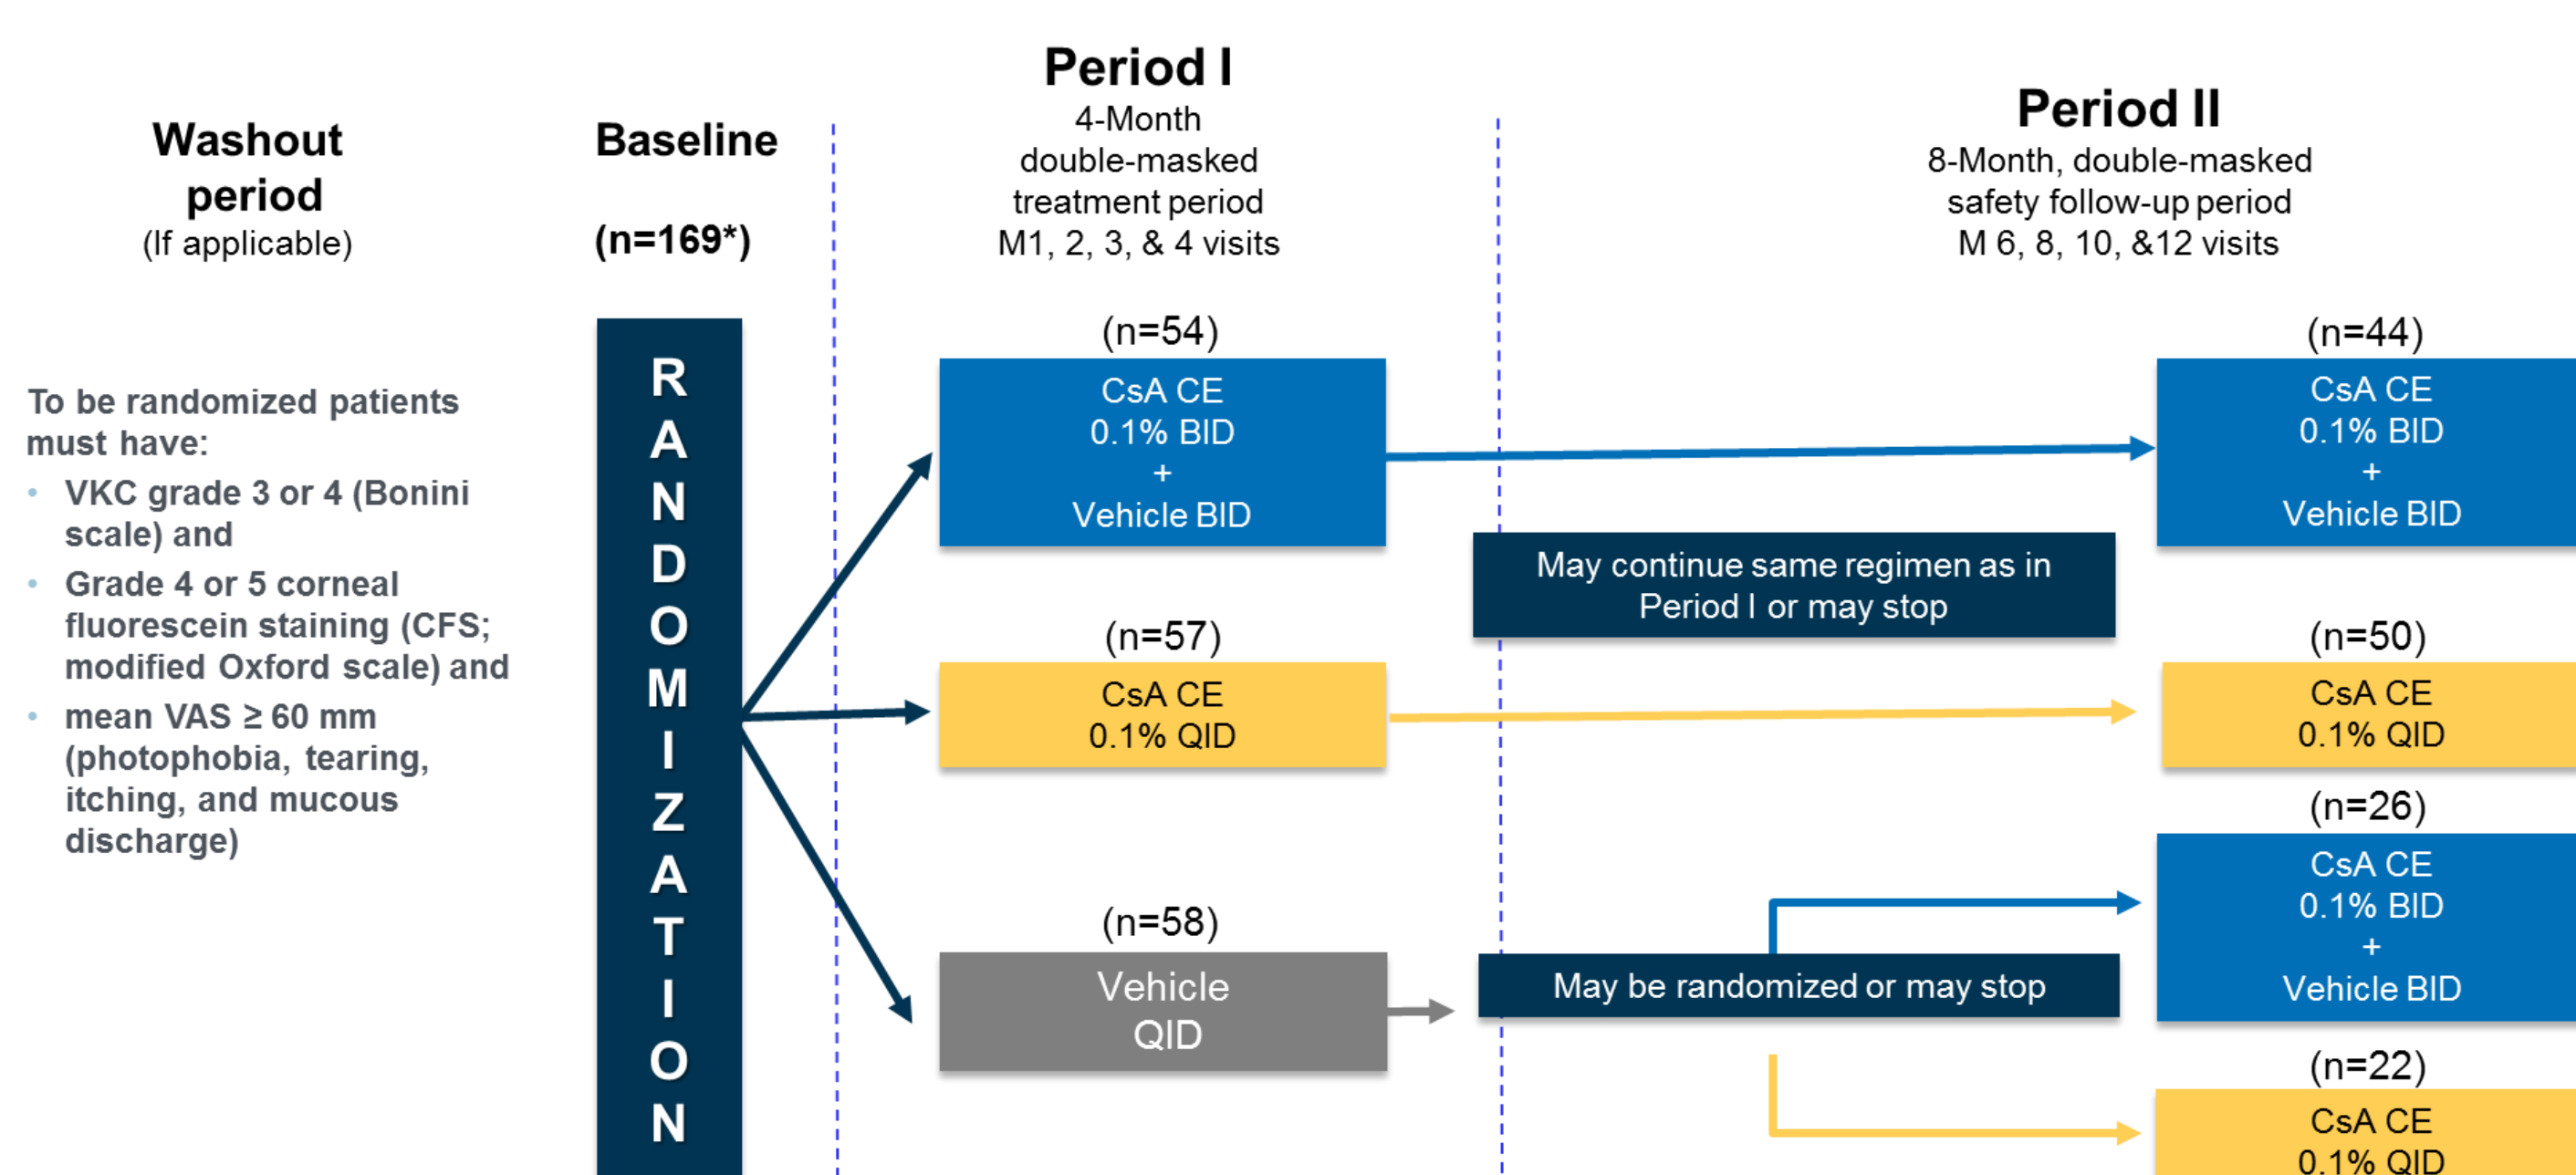 Washout
period
(If applicable)
To be randomized patients
must have:
• VKC grade 3 or 4 (Bonini
scale) and
• Grade 4 or 5 corneal
fluorescein staining (CFS;
modified Oxford scale) and
• mean VAS ≥ 60 mm
(photophobia, tearing,
itching, and mucous
discharge)
Baseline
(n=169*)
R
A
N
D
O
M
I
Z
A
T
I
O
N
Period I
4-Month
double-masked
treatment period
M1, 2, 3, & 4 visits
(n=54)
CsA CE
0.1% BID
+
Vehicle BID
(n=57)
CsA CE
0.1% QID
(n=58)
Vehicle
QID
May continue same regimen as in
Period I or may stop
May be randomized or may stop
Period II
8-Month, double-masked
safety follow-up period
M 6, 8, 10, &12 visits
(n=44)
CsA CE
0.1% BID
+
Vehicle BID
(n=50)
CsA CE
0.1% QID
(n=26)
CsA CE
0.1% BID
+
Vehicle BID
(n=22)
CsA CE
0.1% QID